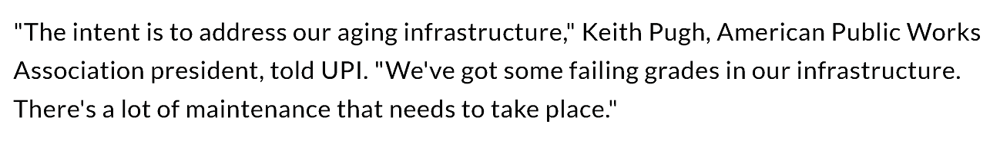 "The intent is to address our aging infrastructure," Keith Pugh, American Public Works
Association president, told UPI. "We've got some failing grades in our infrastructure.
There's a lot of maintenance that needs to take place."